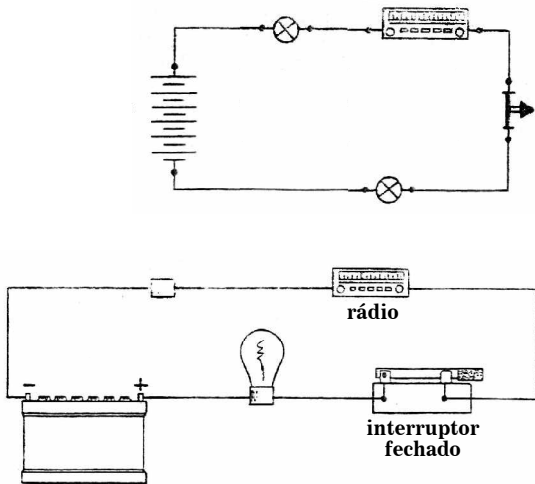 rádio
− +
interruptor
fechado